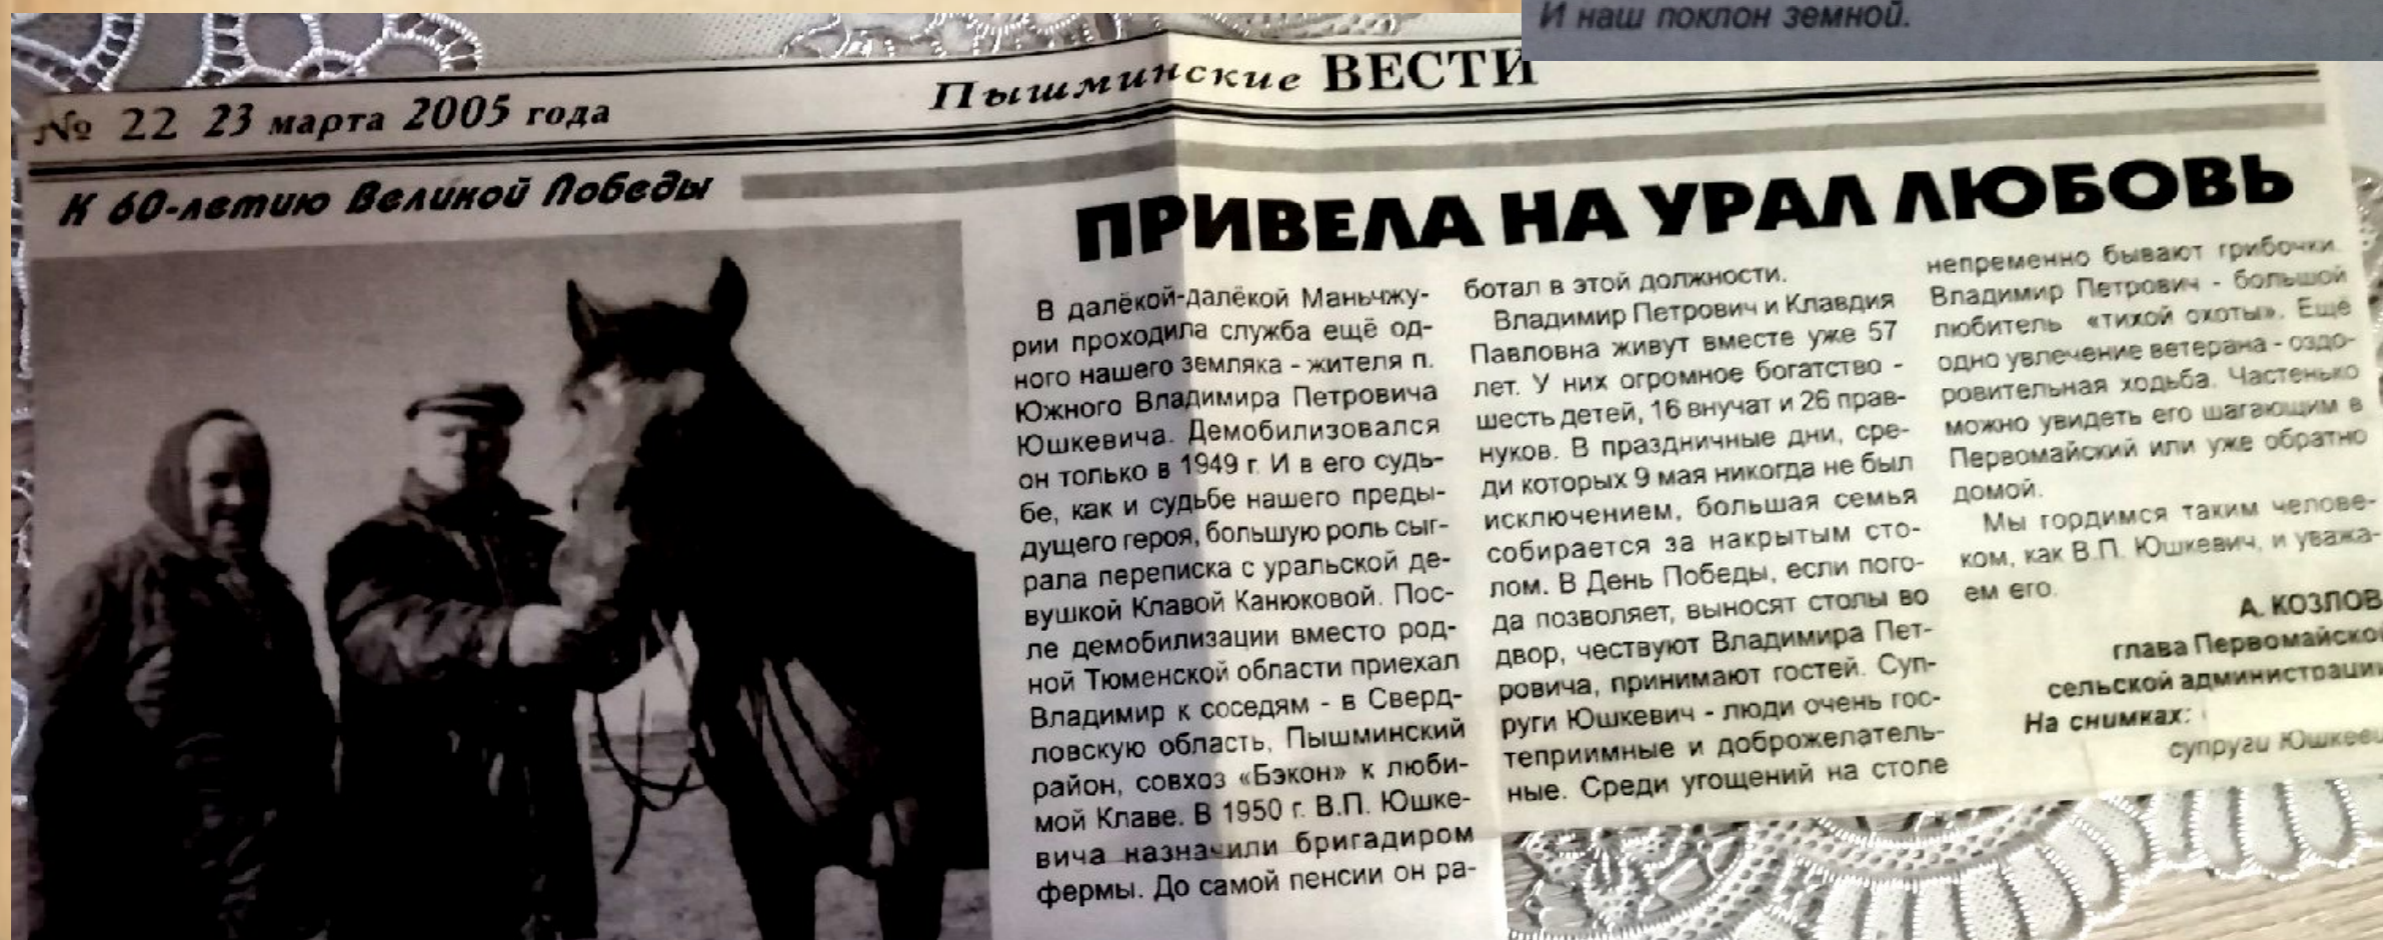 И наш поклон земной.
№ 22 23 марта 2005 года
Пышминские ВЕСТИ
К 60-летию Великой Победы
ПРИВЕЛА НА УРАЛ ЛЮБОВЬ
В далёкой-далёкой Маньчжу-
рии проходила служба ещё од-
ного нашего земляка - жителя п.
Южного Владимира Петровича
Юшкевича. Демобилизовался
он только в 1949 г. И в его судь-
бе, как и судьбе нашего преды-
дущего героя, большую роль сыг-
рала переписка с уральской де-
вушкой Клавой Канюковой. Пос-
ле демобилизации вместо род-
ной Тюменской области приехал
Владимир к соседям - в Сверд-
ловскую область, Пышминский
район, совхоз «Бэкон» к люби-
мой Клаве. В 1950 г. В.П. Юшке-
вича назначили бригадиром
фермы. До самой пенсии он ра-
ботал в этой должности.
Владимир Петрович и Клавдия
Павловна живут вместе уже 57
лет. У них огромное богатство -
шесть детей, 16 внучат и 26 прав-
нуков. В праздничные дни, сре-
ди которых 9 мая никогда не был
исключением, большая семья
собирается за накрытым сто-
лом. В День Победы, если пого-
да позволяет, выносят столы во
двор, чествуют Владимира Пет-
ровича, принимают гостей. Суп-
руги Юшкевич - люди очень гос-
теприимные и доброжелатель-
ные. Среди угощений на столе
непременно бывают грибочки.
Владимир Петрович - большой
любитель «тихой охоты». Ещё
одно увлечение ветерана - оздо-
ровительная ходьба. Частенько
можно увидеть его шагающим в
Первомайский или уже обратно
домой.
Мы гордимся таким челове-
ком, как В.П. Юшкевич, и уважа-
ем его.
А. КОЗЛОВ
глава Первомайской
сельской администрации
На снимках:
супруги Юшкеви